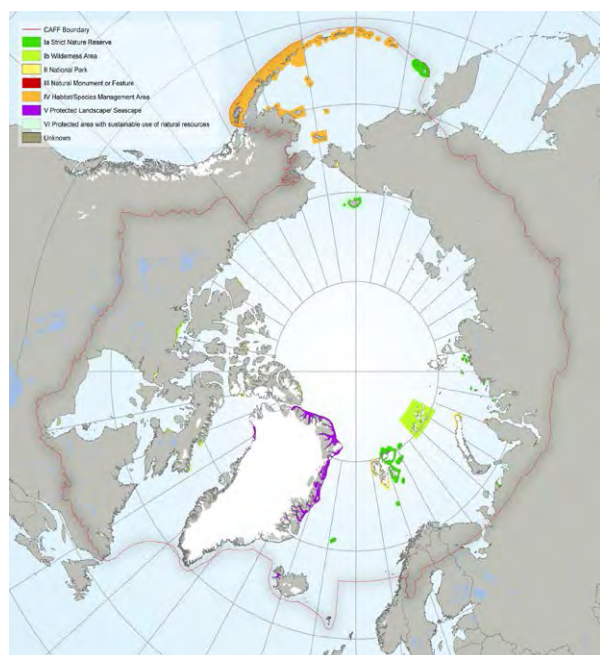 CAFF Boundary
Ia Strict Nature Reserve
Ib Wilderness Area
II National Park
III Natural Monument or Feature
IV Habitat/Species Management Area
V Protected Landscape/ Seascape
VI Protected area with sustainable use of natural resources
Unknown